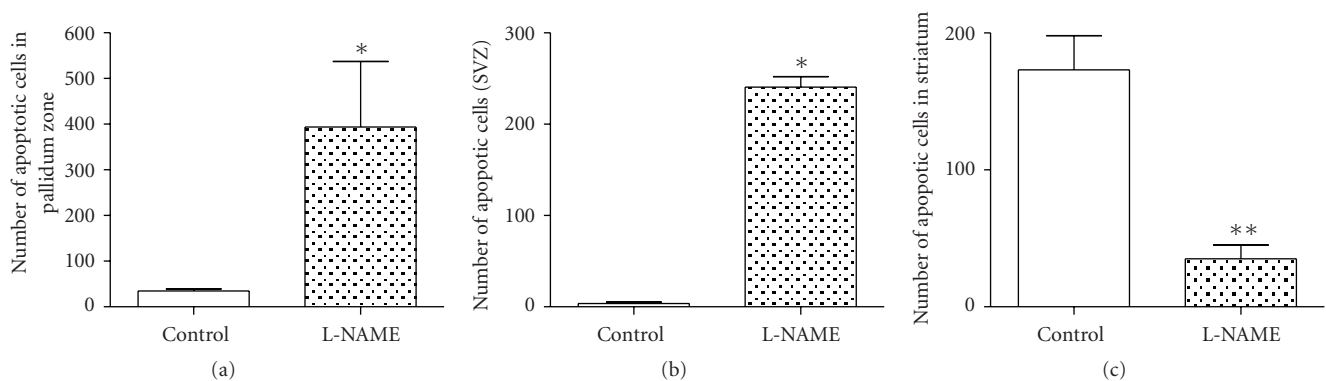 Number of apoptotic cells in
pallidum zone
600
500
400
300
200
100
0
*
Control
L-NAME
(a)
Number of apopotic cells (SVZ)
300
200
100
0
*
Control
L-NAME
(b)
Number of apopotic cells in striatum
200
100
0
**
Control
L-NAME
(c)